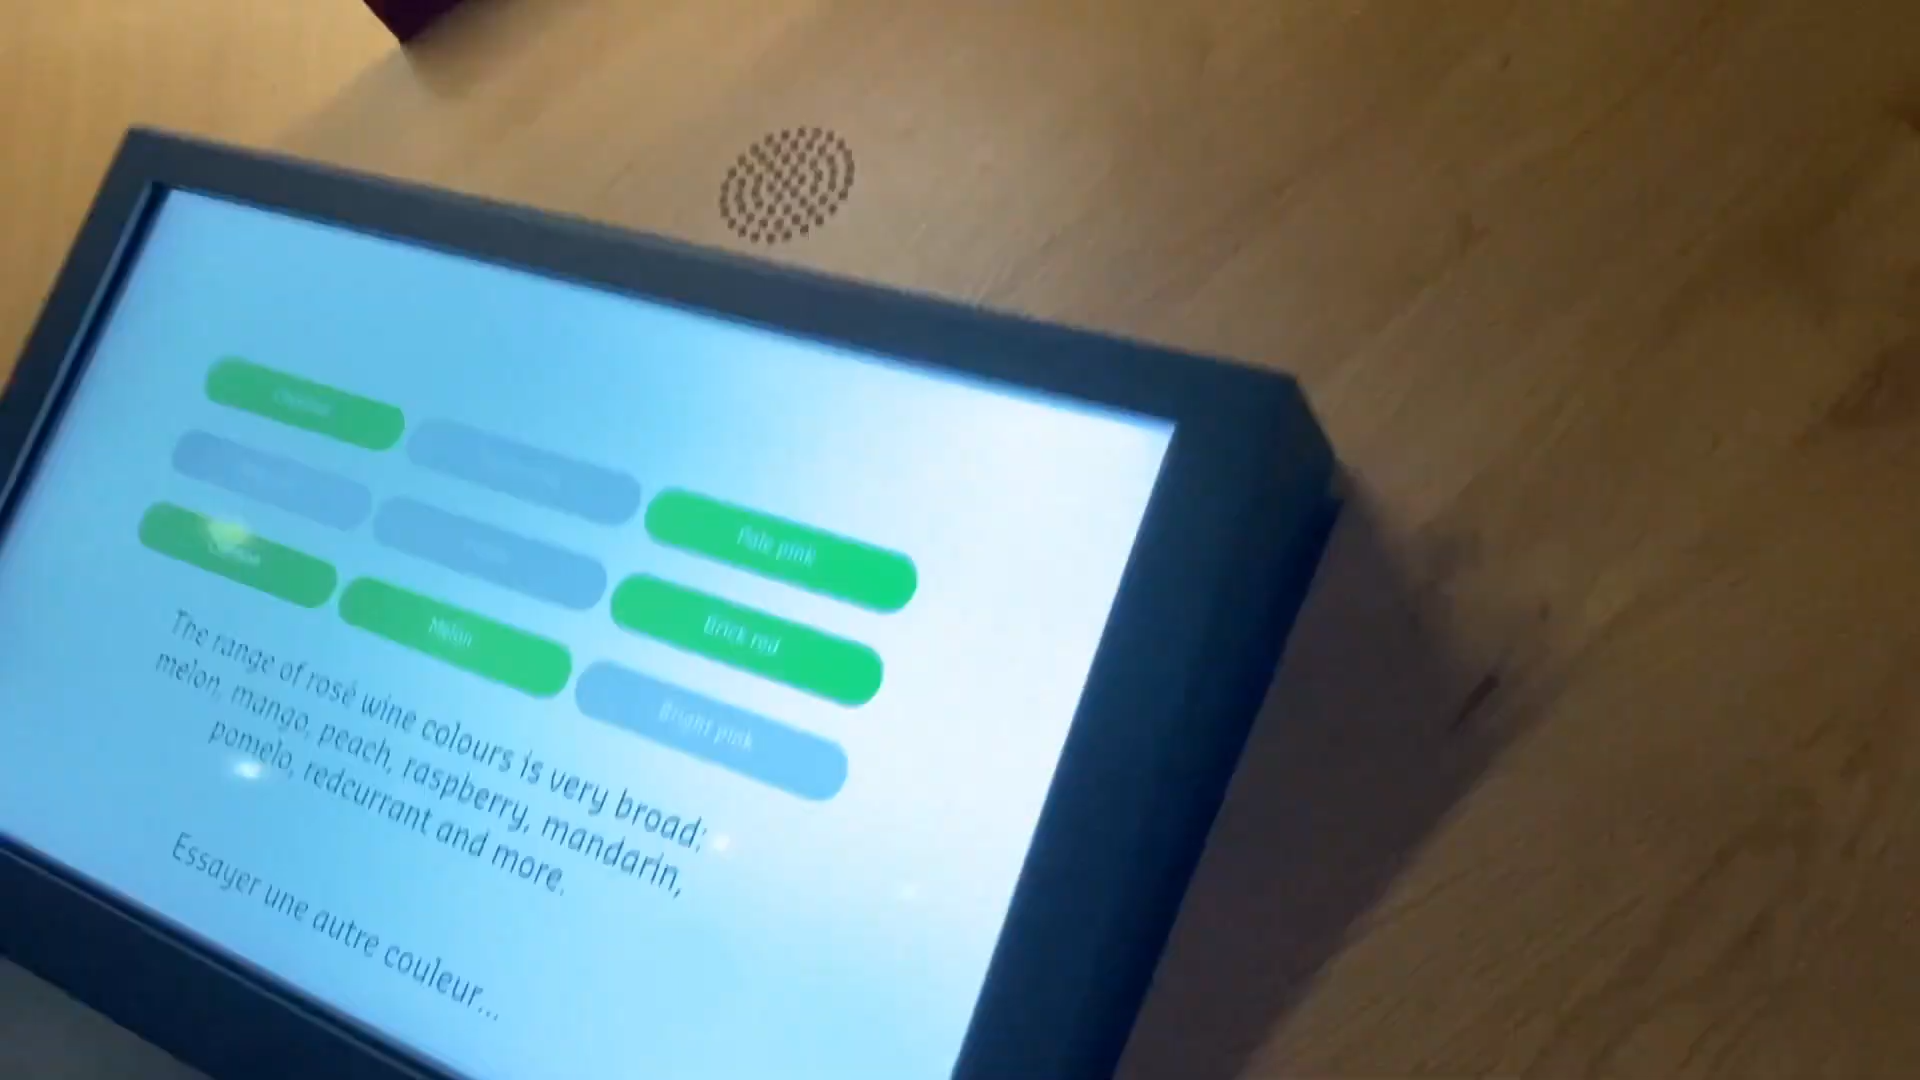 Pale pink
Brick red
Melon
Bright pink
The range of rosé wine colours is very broad:
melon, mango, peach, raspberry, mandarin,
pomelo, redcurrant and more.
Essayer une autre couleur...